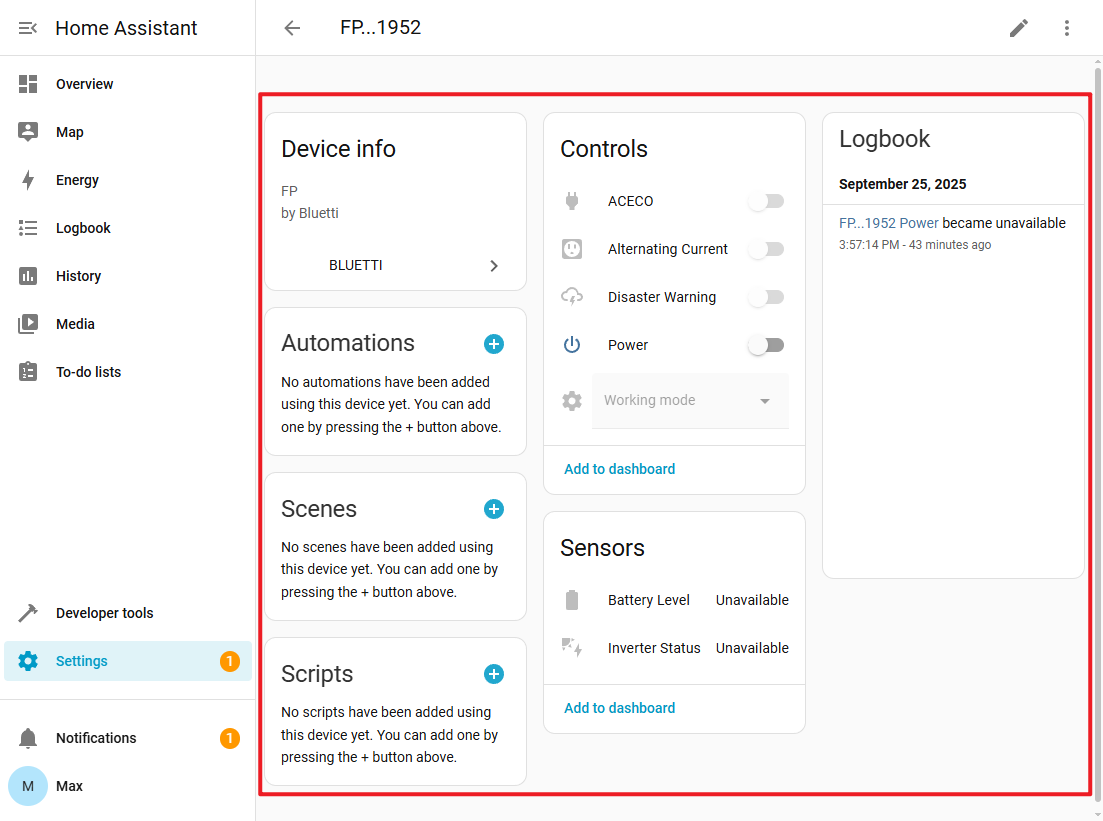 Home Assistant
FP...1952
Overview
Map
Energy
Logbook
History
Media
To-do lists
Developer tools
Settings
1
Notifications
1
M
Max
Device info
FP
by Bluetti
BLUETTI
Automations
No automations have been added
using this device yet. You can add
one by pressing the + button above.
Scenes
No scenes have been added using
this device yet. You can add one by
pressing the + button above.
Scripts
No scripts have been added using
this device yet. You can add one by
pressing the + button above.
Controls
ACECO
Alternating Current
Disaster Warning
Power
Working mode
Add to dashboard
Sensors
Battery Level Unavailable
Inverter Status Unavailable
Add to dashboard
Logbook
September 25, 2025
FP...1952 Power became unavailable
3:57:14 PM - 43 minutes ago